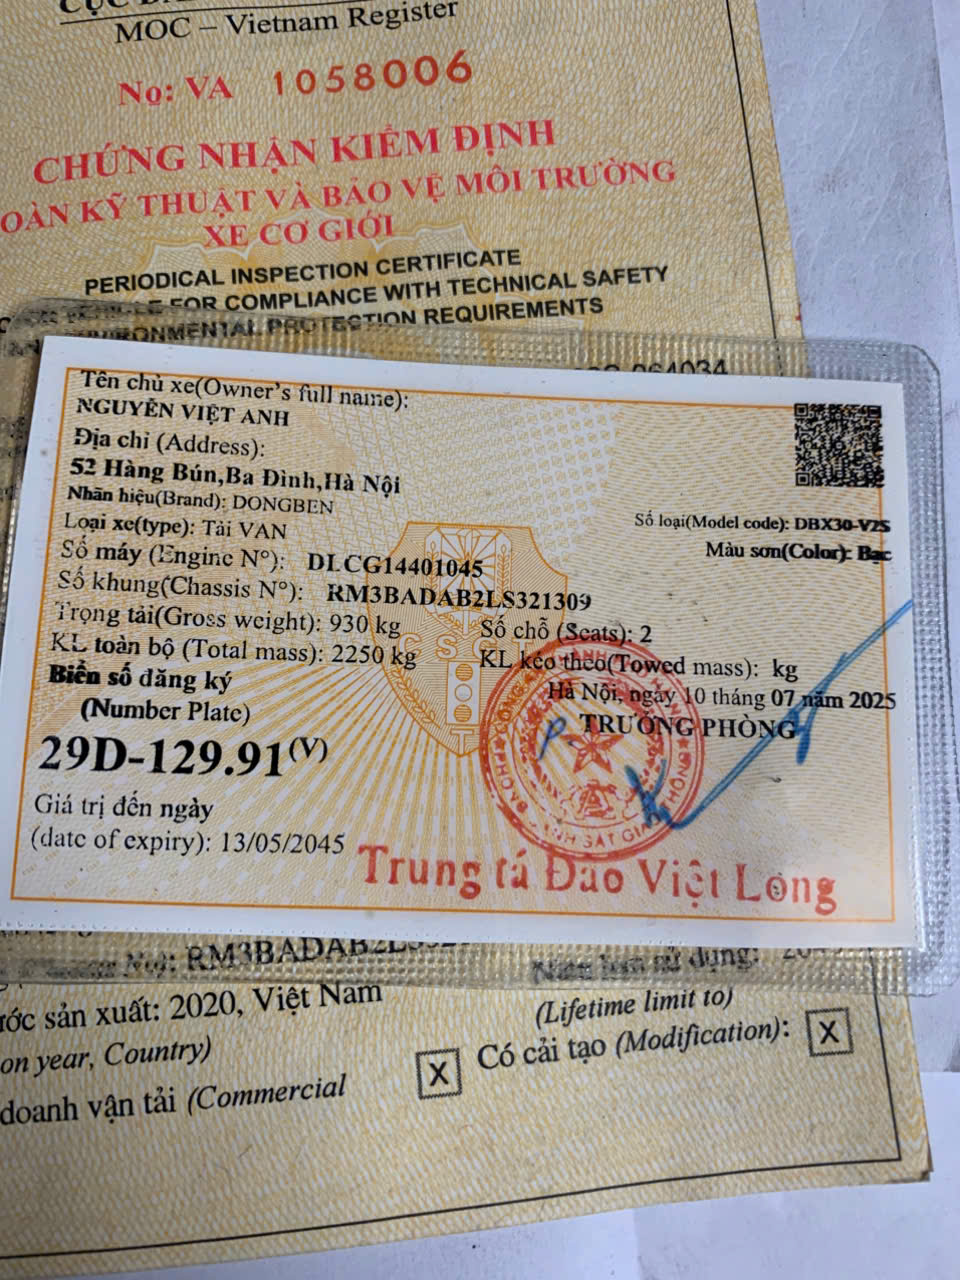 MOC – Vietnam Register
No: VA 1058006
CHỨNG NHẬN KIỂM ĐỊNH
TOÀN KỸ THUẬT VÀ BẢO VỆ MÔI TRƯỜNG
XE CƠ GIỚI
PERIODICAL INSPECTION CERTIFICATE
FOR COMPLIANCE WITH TECHNICAL SAFETY
ENVIRONMENTAL PROTECTION REQUIREMENTS
064034
Tên chủ xe(Owner's full name):
NGUYỄN VIỆT ANH
Địa chỉ (Address):
52 Hàng Bún,Ba Đình,Hà Nội
Nhãn hiệu(Brand): DONGBEN
Số loại(Model code): DBX30-V2S
Loại xe(type): Tải VAN
Màu sơn(Color): Bạc
Số máy (Engine N°): DLCG14401045
Số khung(Chassis N°): RM3BADAB2LS321309
Trọng tải(Gross weight): 930 kg
Số chỗ (Seats): 2
KL toàn bộ (Total mass): 2250 kg
KL kéo theo(Towed mass): kg
Biển số đăng ký
(Number Plate)
Hà Nội, ngày 10 tháng 07 năm 2025
TRƯỞNG PHÒNG
29D-129.91(V)
Giá trị đến ngày
(date of expiry): 13/05/2045
Trung tá Đào Việt Long
RM3BADAB2LS
ước sản xuất: 2020, Việt Nam
on year, Country)
(Lifetime limit to)
doanh vận tải (Commercial
X
Có cải tạo (Modification):
X